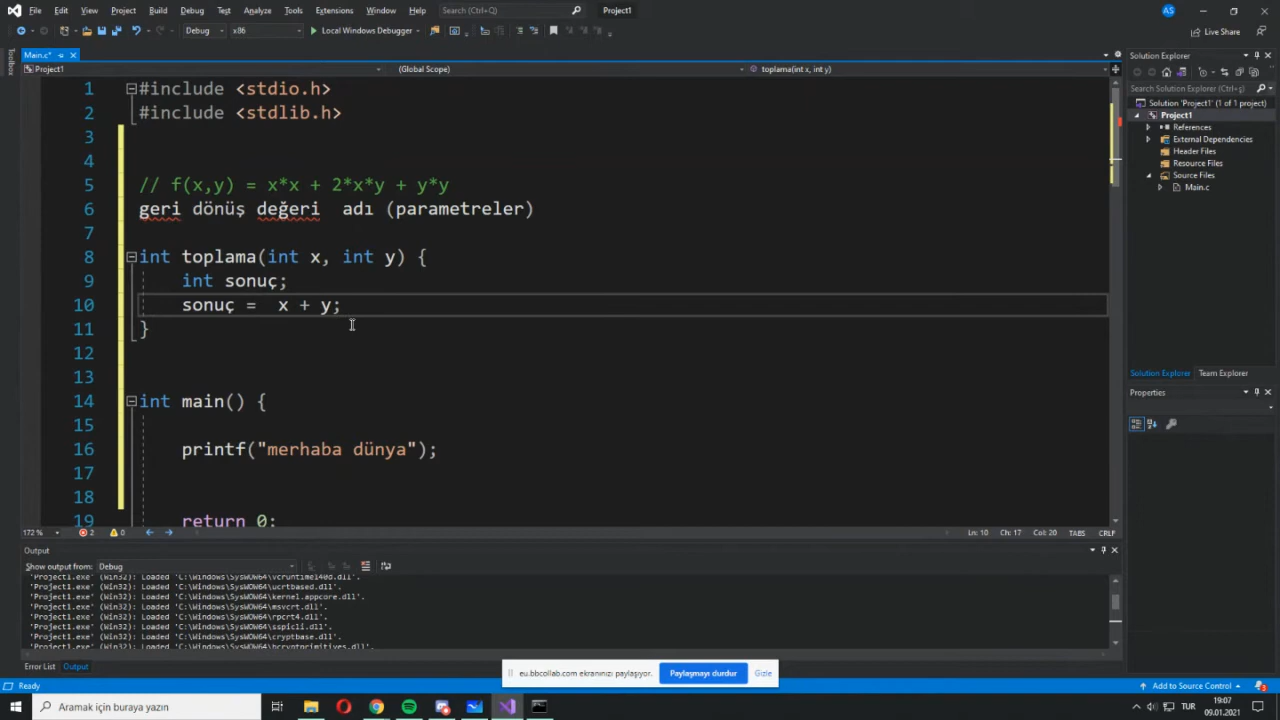 File Edit View Project Build Debug Test Analyze Tools Extensions Window Help Search (Ctrl+Q) Project1 AS
Debug x86 Local Windows Debugger Live Share
Main.c*
Project1 (Global Scope) toplama(int x, int y)
Toolbox
1 #include <stdio.h>
2 #include <stdlib.h>
3
4
5 // f(x,y) = x*x + 2*x*y + y*y
6 geri dönüş değeri  adı (parametreler)
7
8 int toplama(int x, int y) {
9 int sonuç;
10 sonuç =  x + y;
11 }
12
13
14 int main() {
15
16 printf("merhaba dünya");
17
18
19 return 0;
172 % 2 0 Ln: 10 Ch: 17 Col: 20 TABS CRLF
Output
Show output from: Debug
'Project1.exe' (Win32): Loaded 'C:\Windows\SysWOW64\vcruntime140d.dll'.
'Project1.exe' (Win32): Loaded 'C:\Windows\SysWOW64\ucrtbased.dll'.
'Project1.exe' (Win32): Loaded 'C:\Windows\SysWOW64\kernel.appcore.dll'.
'Project1.exe' (Win32): Loaded 'C:\Windows\SysWOW64\msvcrt.dll'.
'Project1.exe' (Win32): Loaded 'C:\Windows\SysWOW64\rpcrt4.dll'.
'Project1.exe' (Win32): Loaded 'C:\Windows\SysWOW64\sspicli.dll'.
'Project1.exe' (Win32): Loaded 'C:\Windows\SysWOW64\cryptbase.dll'.
'Project1.exe' (Win32): Loaded 'C:\Windows\SysWOW64\bcryptprimitives.dll'.
Error List Output
Solution Explorer
Search Solution Explorer (Ctrl+ç)
Solution 'Project1' (1 of 1 project)
Project1
References
External Dependencies
Header Files
Resource Files
Source Files
Main.c
Solution Explorer Team Explorer
Properties
eu.bbcollab.com ekranınızı paylaşıyor. Paylaşmayı durdur Gizle
Ready Add to Source Control 3
Aramak için buraya yazın TUR 19:07
09.01.2021